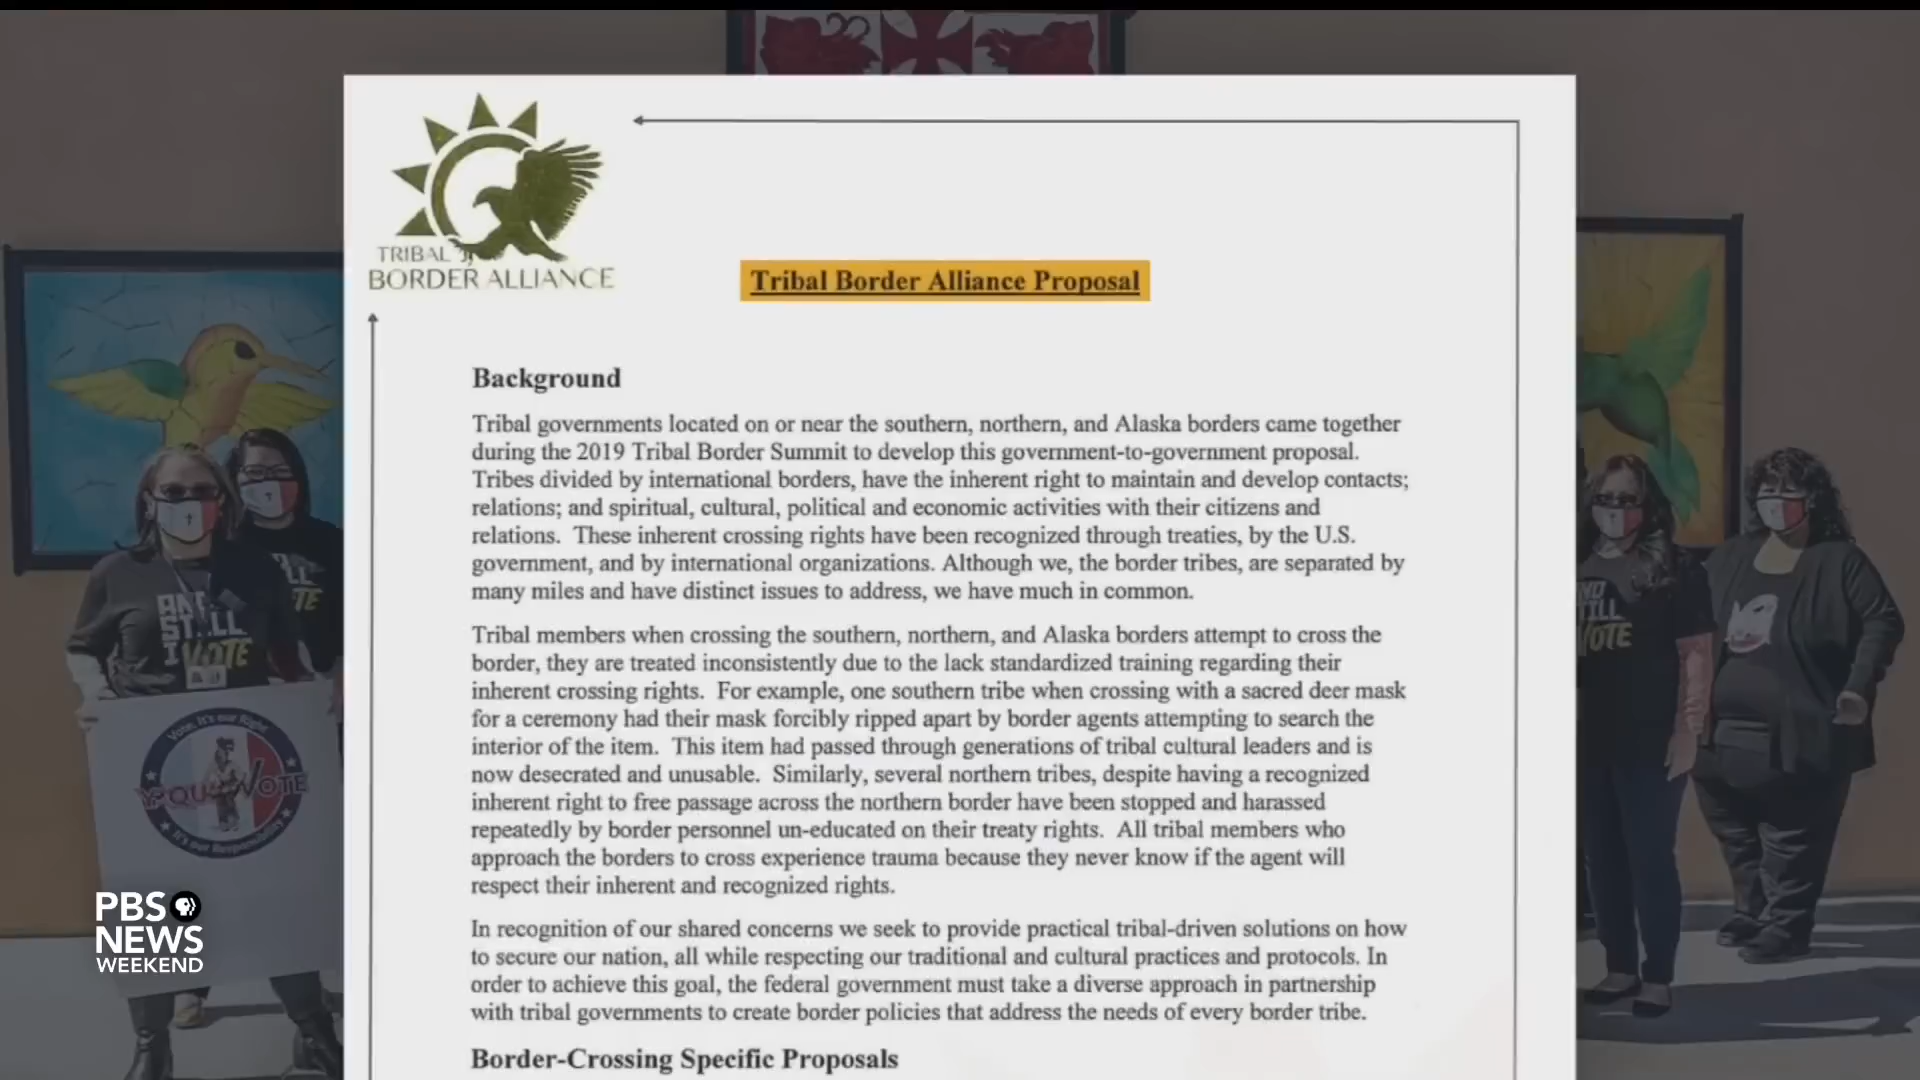 TRIBAL
BORDER ALLIANCE
Tribal Border Alliance Proposal
Background
Tribal governments located on or near the southern, northern, and Alaska borders came together
during the 2019 Tribal Border Summit to develop this government-to-government proposal.
Tribes divided by international borders, have the inherent right to maintain and develop contacts;
relations; and spiritual, cultural, political and economic activities with their citizens and
relations. These inherent crossing rights have been recognized through treaties, by the U.S.
government, and by international organizations. Although we, the border tribes, are separated by
many miles and have distinct issues to address, we have much in common.
Tribal members when crossing the southern, northern, and Alaska borders attempt to cross the
border, they are treated inconsistently due to the lack standardized training regarding their
inherent crossing rights. For example, one southern tribe when crossing with a sacred deer mask
for a ceremony had their mask forcibly ripped apart by border agents attempting to search the
interior of the item. This item had passed through generations of tribal cultural leaders and is
now desecrated and unusable. Similarly, several northern tribes, despite having a recognized
inherent right to free passage across the northern border have been stopped and harassed
repeatedly by border personnel un-educated on their treaty rights. All tribal members who
approach the borders to cross experience trauma because they never know if the agent will
respect their inherent and recognized rights.
In recognition of our shared concerns we seek to provide practical tribal-driven solutions on how
to secure our nation, all while respecting our traditional and cultural practices and protocols. In
order to achieve this goal, the federal government must take a diverse approach in partnership
with tribal governments to create border policies that address the needs of every border tribe.
Border-Crossing Specific Proposals
AND
STILL
I VOTE
TE
STILL
VOTE
Vote, It's our Right
VOTE
It's our Responsibility
PBS
NEWS
WEEKEND